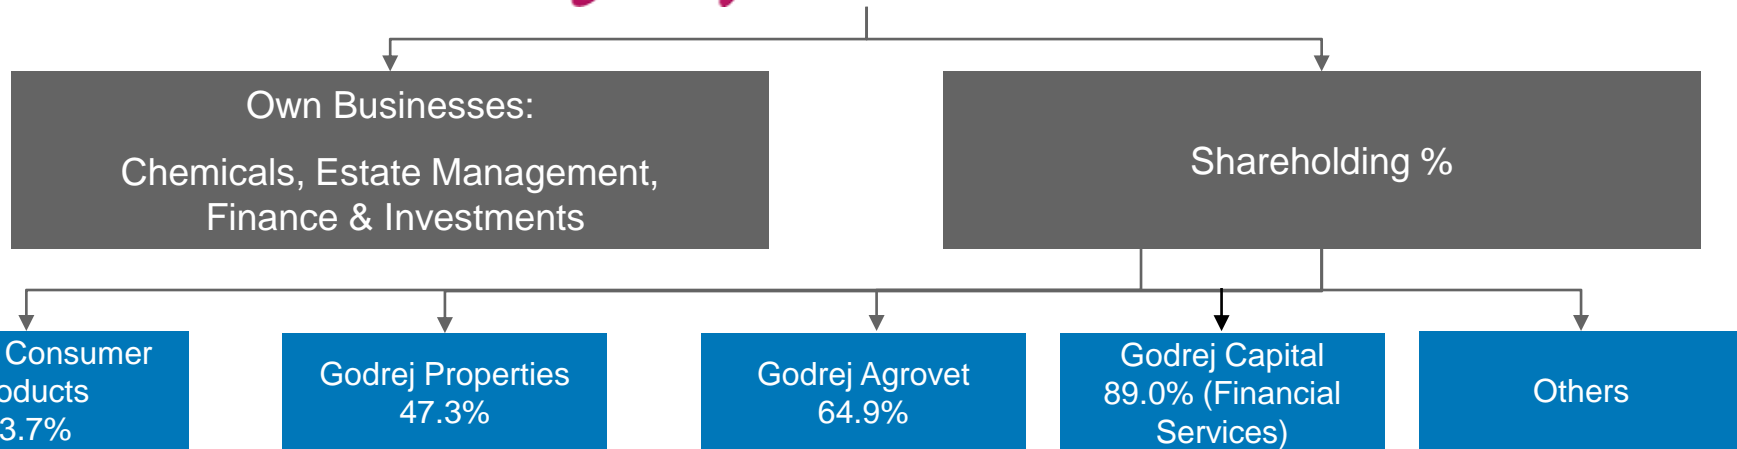 Own Businesses:
Chemicals, Estate Management,
Finance & Investments
Shareholding %
Consumer
3.7%
Godrej Properties
47.3%
Godrej Agrovet
64.9%
Godrej Capital
89.0% (Financial
Services)
Others